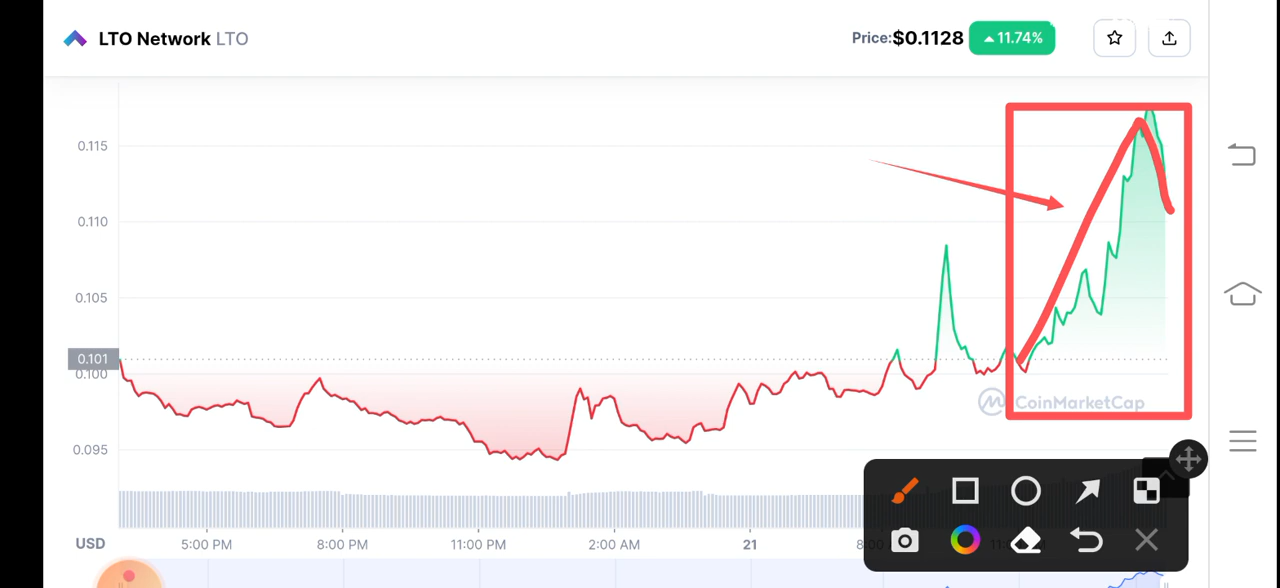 LTO Network LTO
Price:$0.1128
11.74%
0.115
0.110
0.105
0.101
0.100
CoinMarketCap
0.095
USD
5:00 PM
8:00 PM
11:00 PM
2:00 AM
21